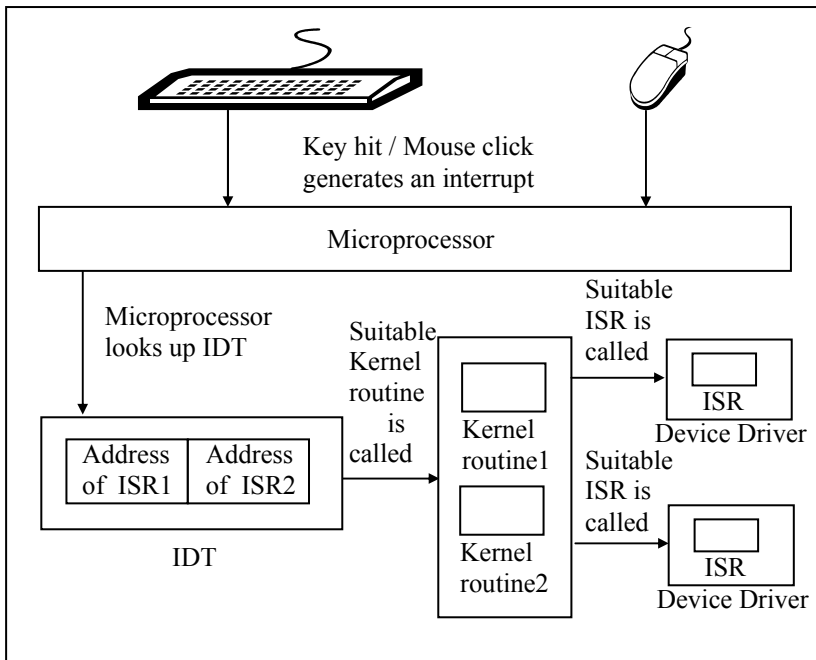 Key hit / Mouse click
generates an interrupt
Microprocessor
Microprocessor
looks up IDT
Suitable
Kernel
routine
is
called
Suitable
ISR is
called
ISR
Device Driver
Address
of ISR1
Address
of ISR2
IDT
Kernel
routine1
Kernel
routine2
Suitable
ISR is
called
ISR
Device Driver